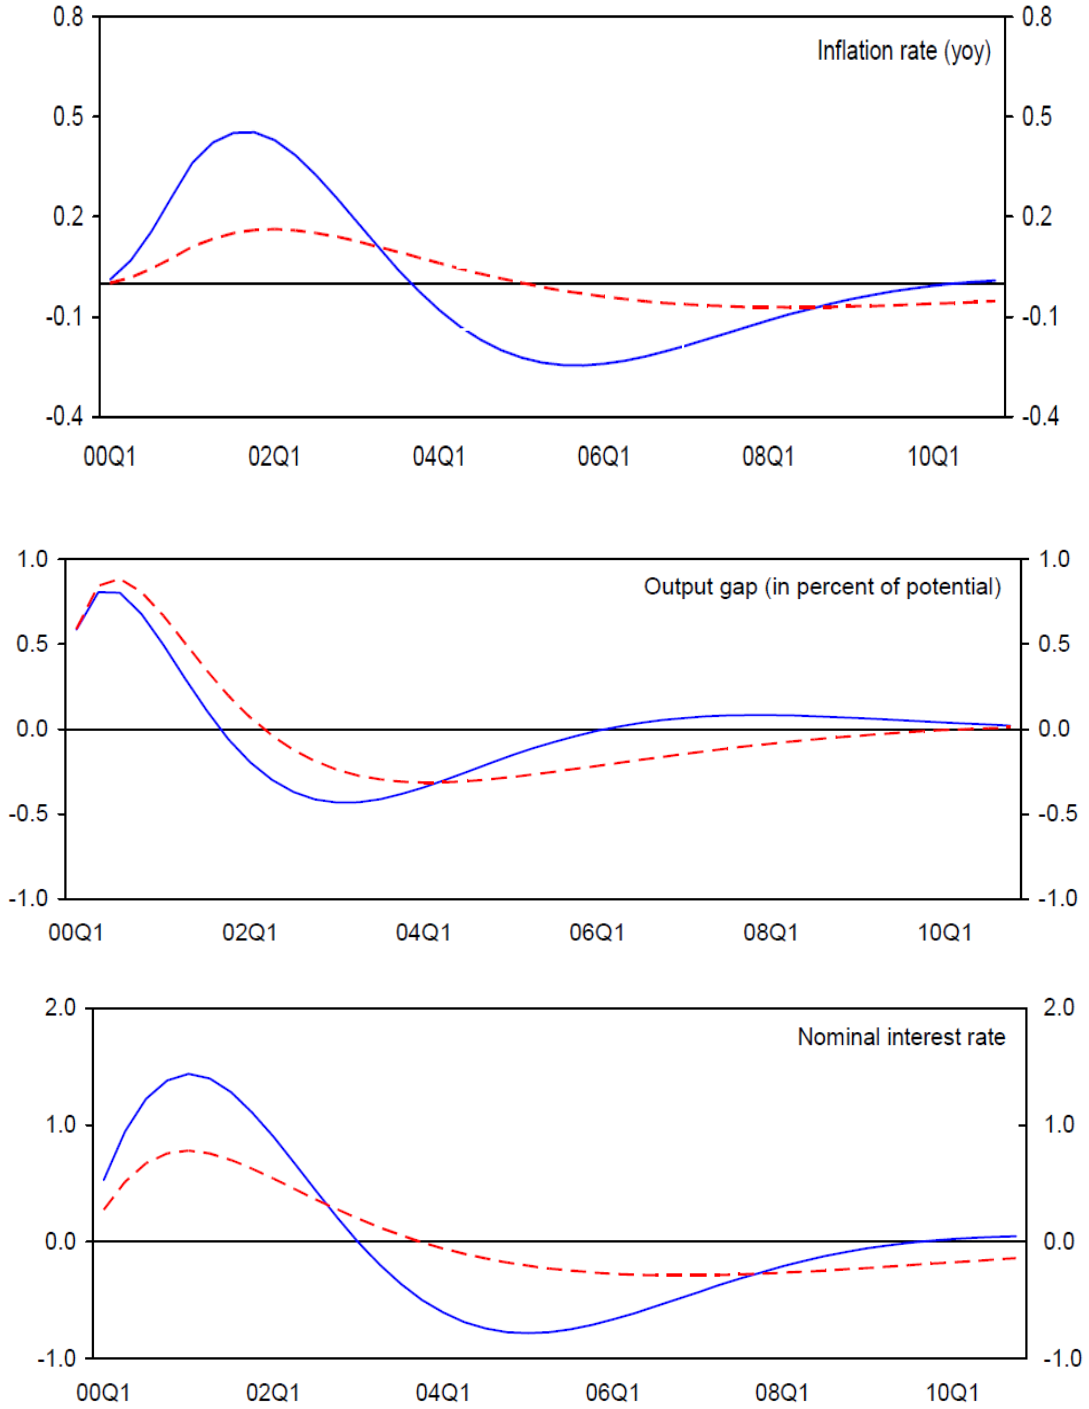 0.8 0.8
Inflation rate (yoy)
0.5 0.5
0.2 0.2
-0.1 -0.1
-0.4 -0.4
00Q1 02Q1 04Q1 06Q1 08Q1 10Q1
1.0 1.0
Output gap (in percent of potential)
0.5 0.5
0.0 0.0
-0.5 -0.5
-1.0 -1.0
00Q1 02Q1 04Q1 06Q1 08Q1 10Q1
2.0 2.0
Nominal interest rate
1.0 1.0
0.0 0.0
-1.0 -1.0
00Q1 02Q1 04Q1 06Q1 08Q1 10Q1